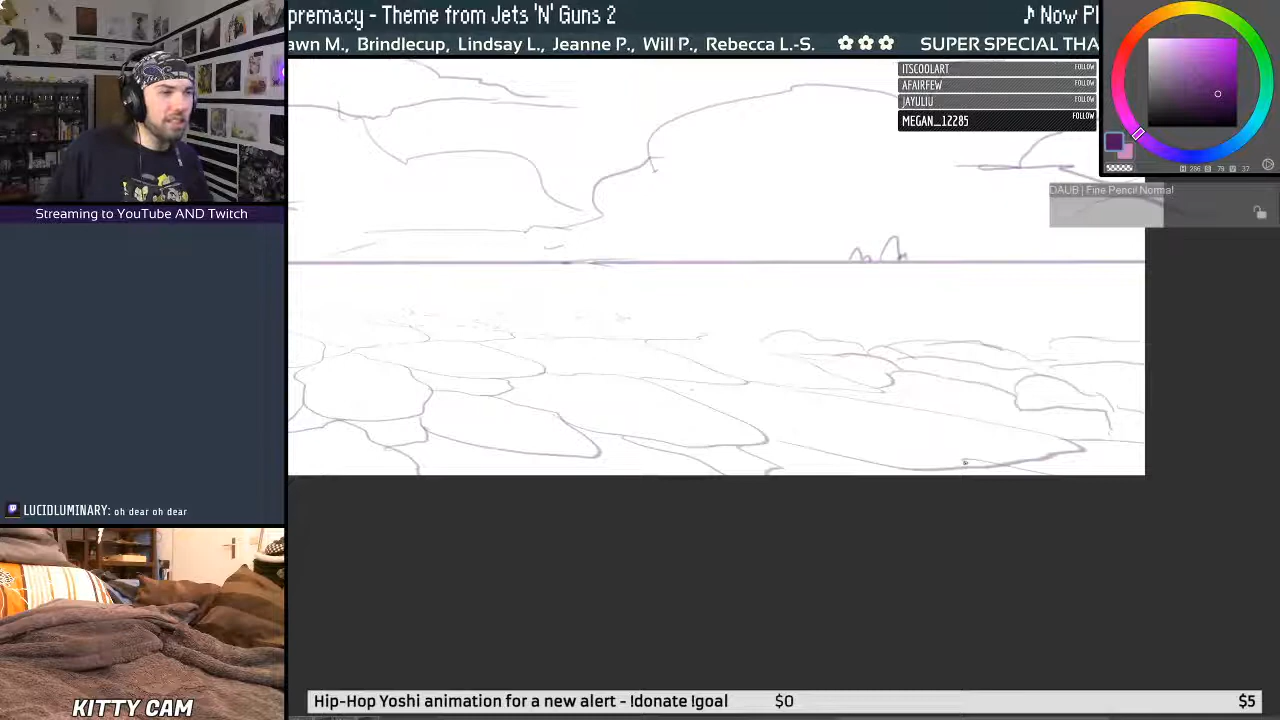 premacy - Theme from Jets 'N' Guns 2
♪ Now Pl
awn M., Brindlecup, Lindsay L., Jeanne P., Will P., Rebecca L.-S. ✿✿✿ SUPER SPECIAL THA
ITSCOOLART FOLLOW
AFAIRFEW FOLLOW
JAYULIU FOLLOW
MEGAN_12285 FOLLOW
DAUB | Fine Pencil Normal
Streaming to YouTube AND Twitch
LUCIDLUMINARY: oh dear oh dear
KITTY CAM
Hip-Hop Yoshi animation for a new alert - !donate !goal $0 $5